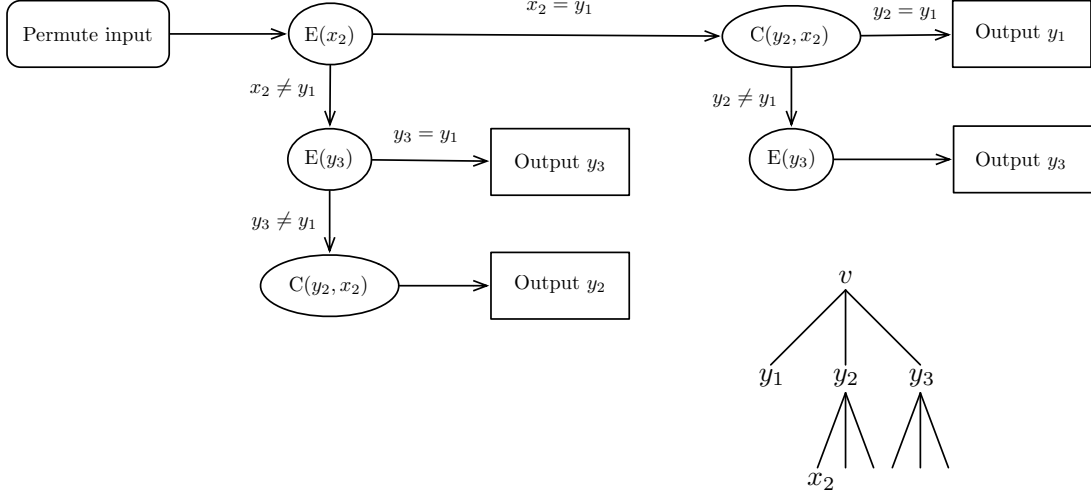 x₂ = y₁
Permute input
E(x₂)
C(y₂, x₂)
y₂ = y₁
Output y₁
x₂ ≠ y₁
y₂ ≠ y₁
E(y₃)
y₃ = y₁
Output y₃
E(y₃)
Output y₃
y₃ ≠ y₁
C(y₂, x₂)
Output y₂
v
y₁ y₂ y₃
x₂